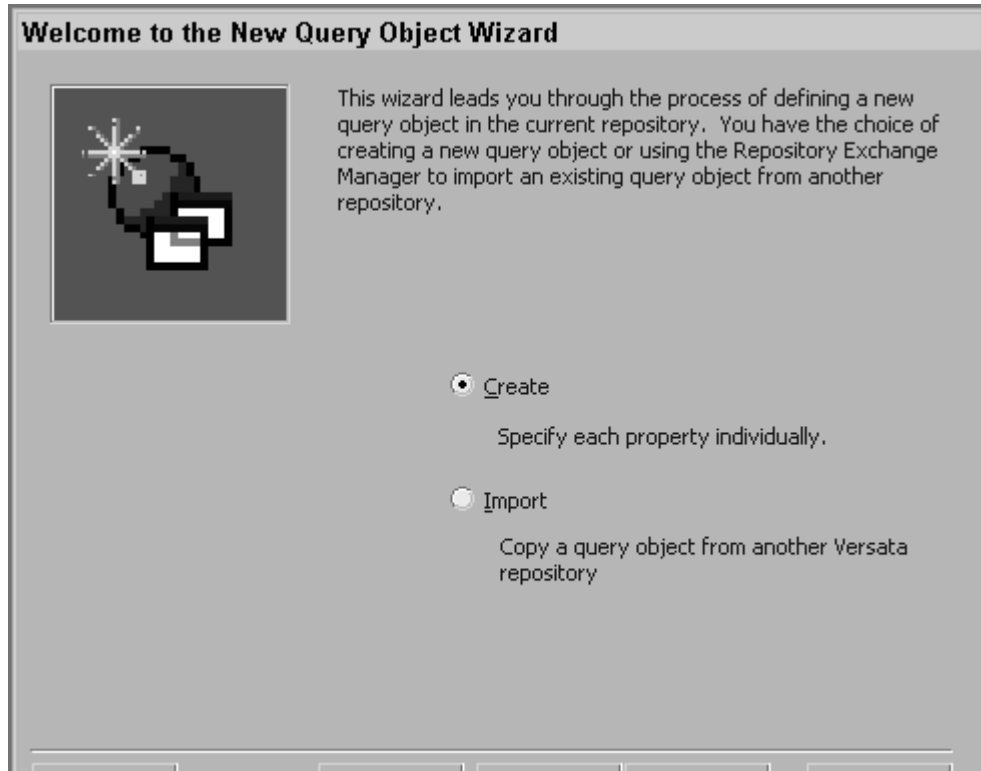 Welcome to the New Query Object Wizard
This wizard leads you through the process of defining a new
query object in the current repository.  You have the choice of
creating a new query object or using the Repository Exchange
Manager to import an existing query object from another
repository.
Create
Specify each property individually.
Import
Copy a query object from another Versata
repository